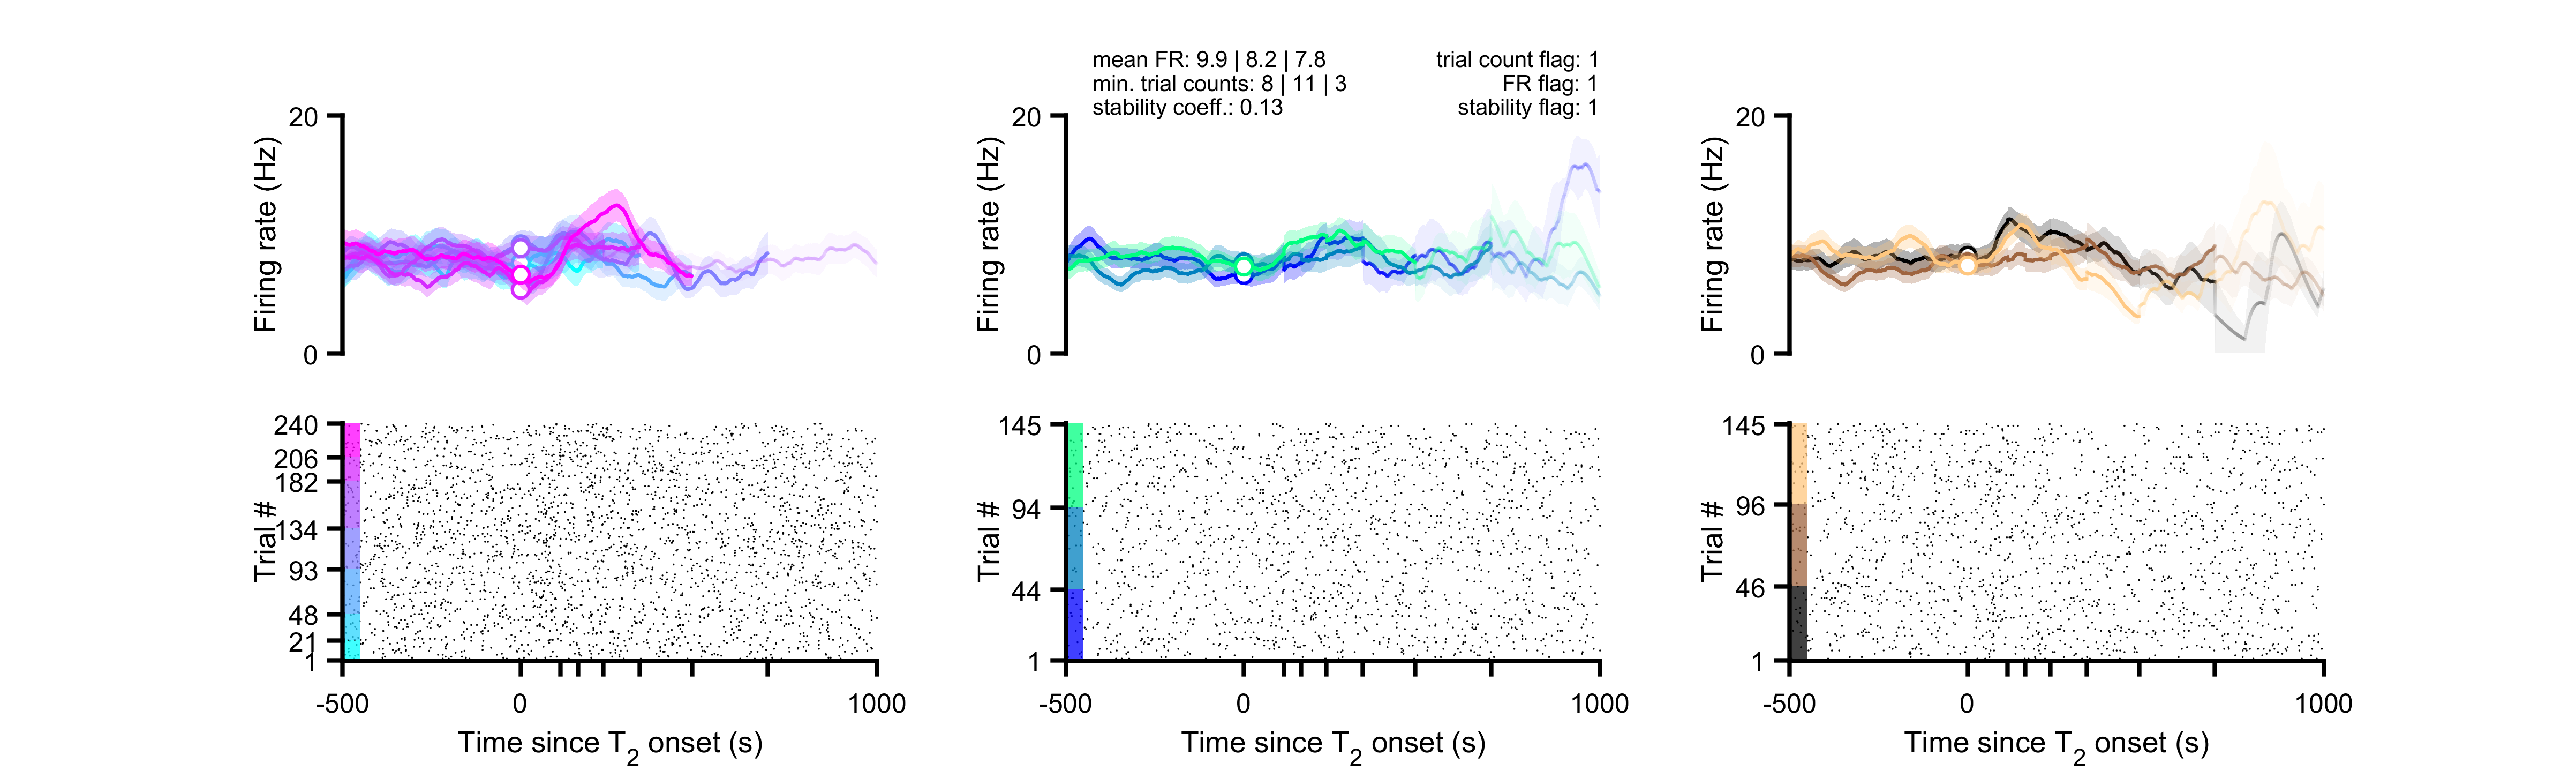 mean FR: 9.9 | 8.2 | 7.8
min. trial counts: 8 | 11 | 3
stability coeff.: 0.13
trial count flag: 1
FR flag: 1
stability flag: 1
20
0
Firing rate (Hz)
20
0
Firing rate (Hz)
20
0
Firing rate (Hz)
240
206
182
134
93
48
21
1
Trial #
-500
0
1000
Time since T2 onset (s)
145
94
44
1
Trial #
-500
0
1000
Time since T2 onset (s)
145
96
46
1
Trial #
-500
0
1000
Time since T2 onset (s)